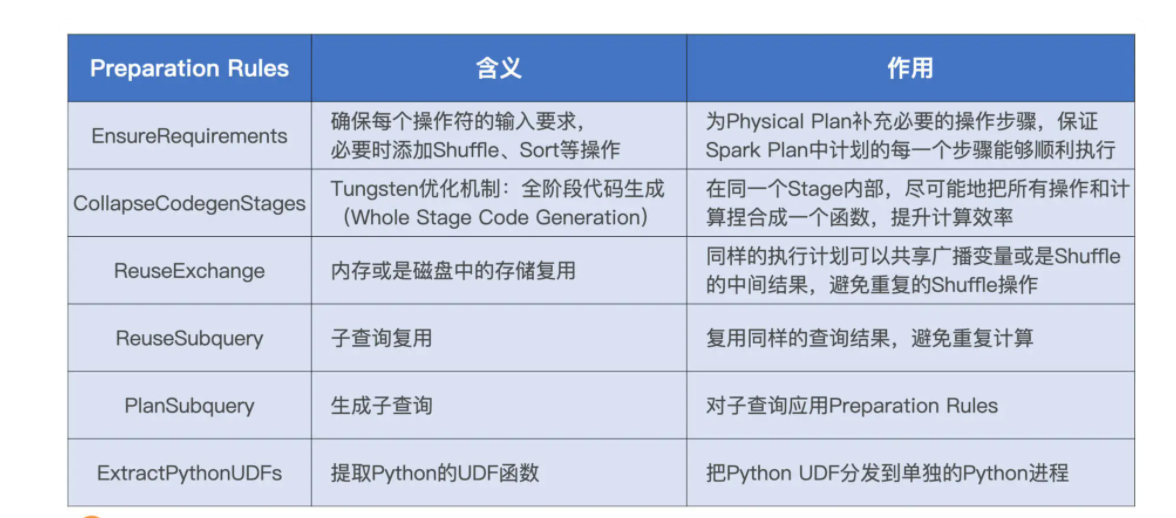 Preparation Rules
含义
作用
EnsureRequirements
确保每个操作符的输入要求，
必要时添加Shuffle、Sort等操作
为Physical Plan补充必要的操作步骤，保证
Spark Plan中计划的每一个步骤能够顺利执行
CollapseCodegenStages
Tungsten优化机制：全阶段代码生成
（Whole Stage Code Generation）
在同一个Stage内部，尽可能地把所有操作和计
算捏合成一个函数，提升计算效率
ReuseExchange
内存或是磁盘中的存储复用
同样的执行计划可以共享广播变量或是Shuffle
的中间结果，避免重复的Shuffle操作
ReuseSubquery
子查询复用
复用同样的查询结果，避免重复计算
PlanSubquery
生成子查询
对子查询应用Preparation Rules
ExtractPythonUDFs
提取Python的UDF函数
把Python UDF分发到单独的Python进程